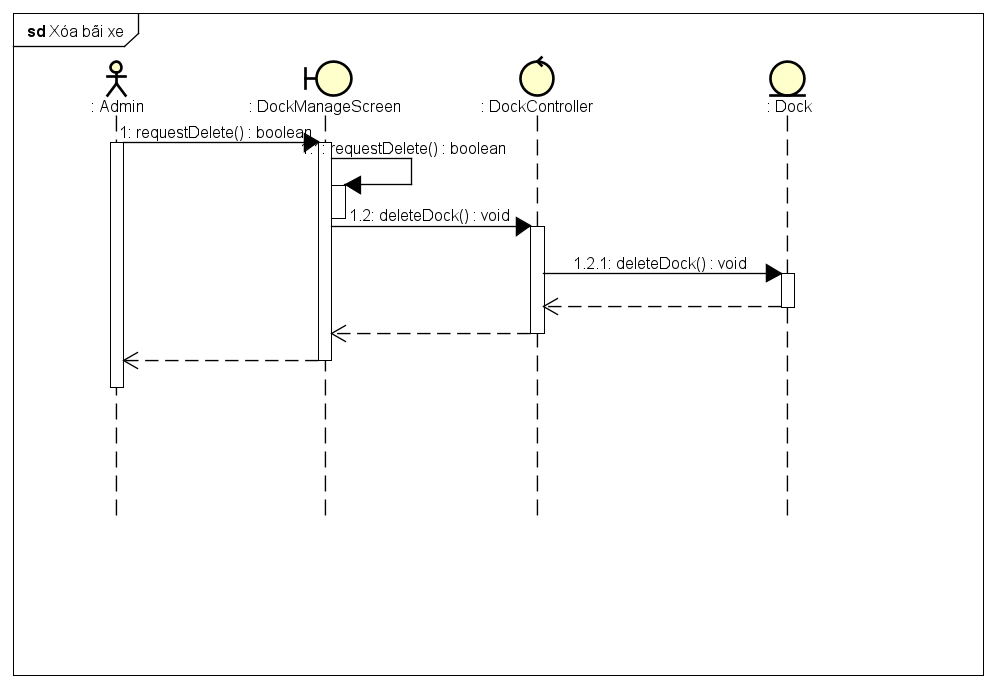 sd Xóa bãi xe
: Admin
: DockManageScreen
: DockController
: Dock
1: requestDelete() : boolean
: requestDelete() : boolean
1.2: deleteDock() : void
1.2.1: deleteDock() : void